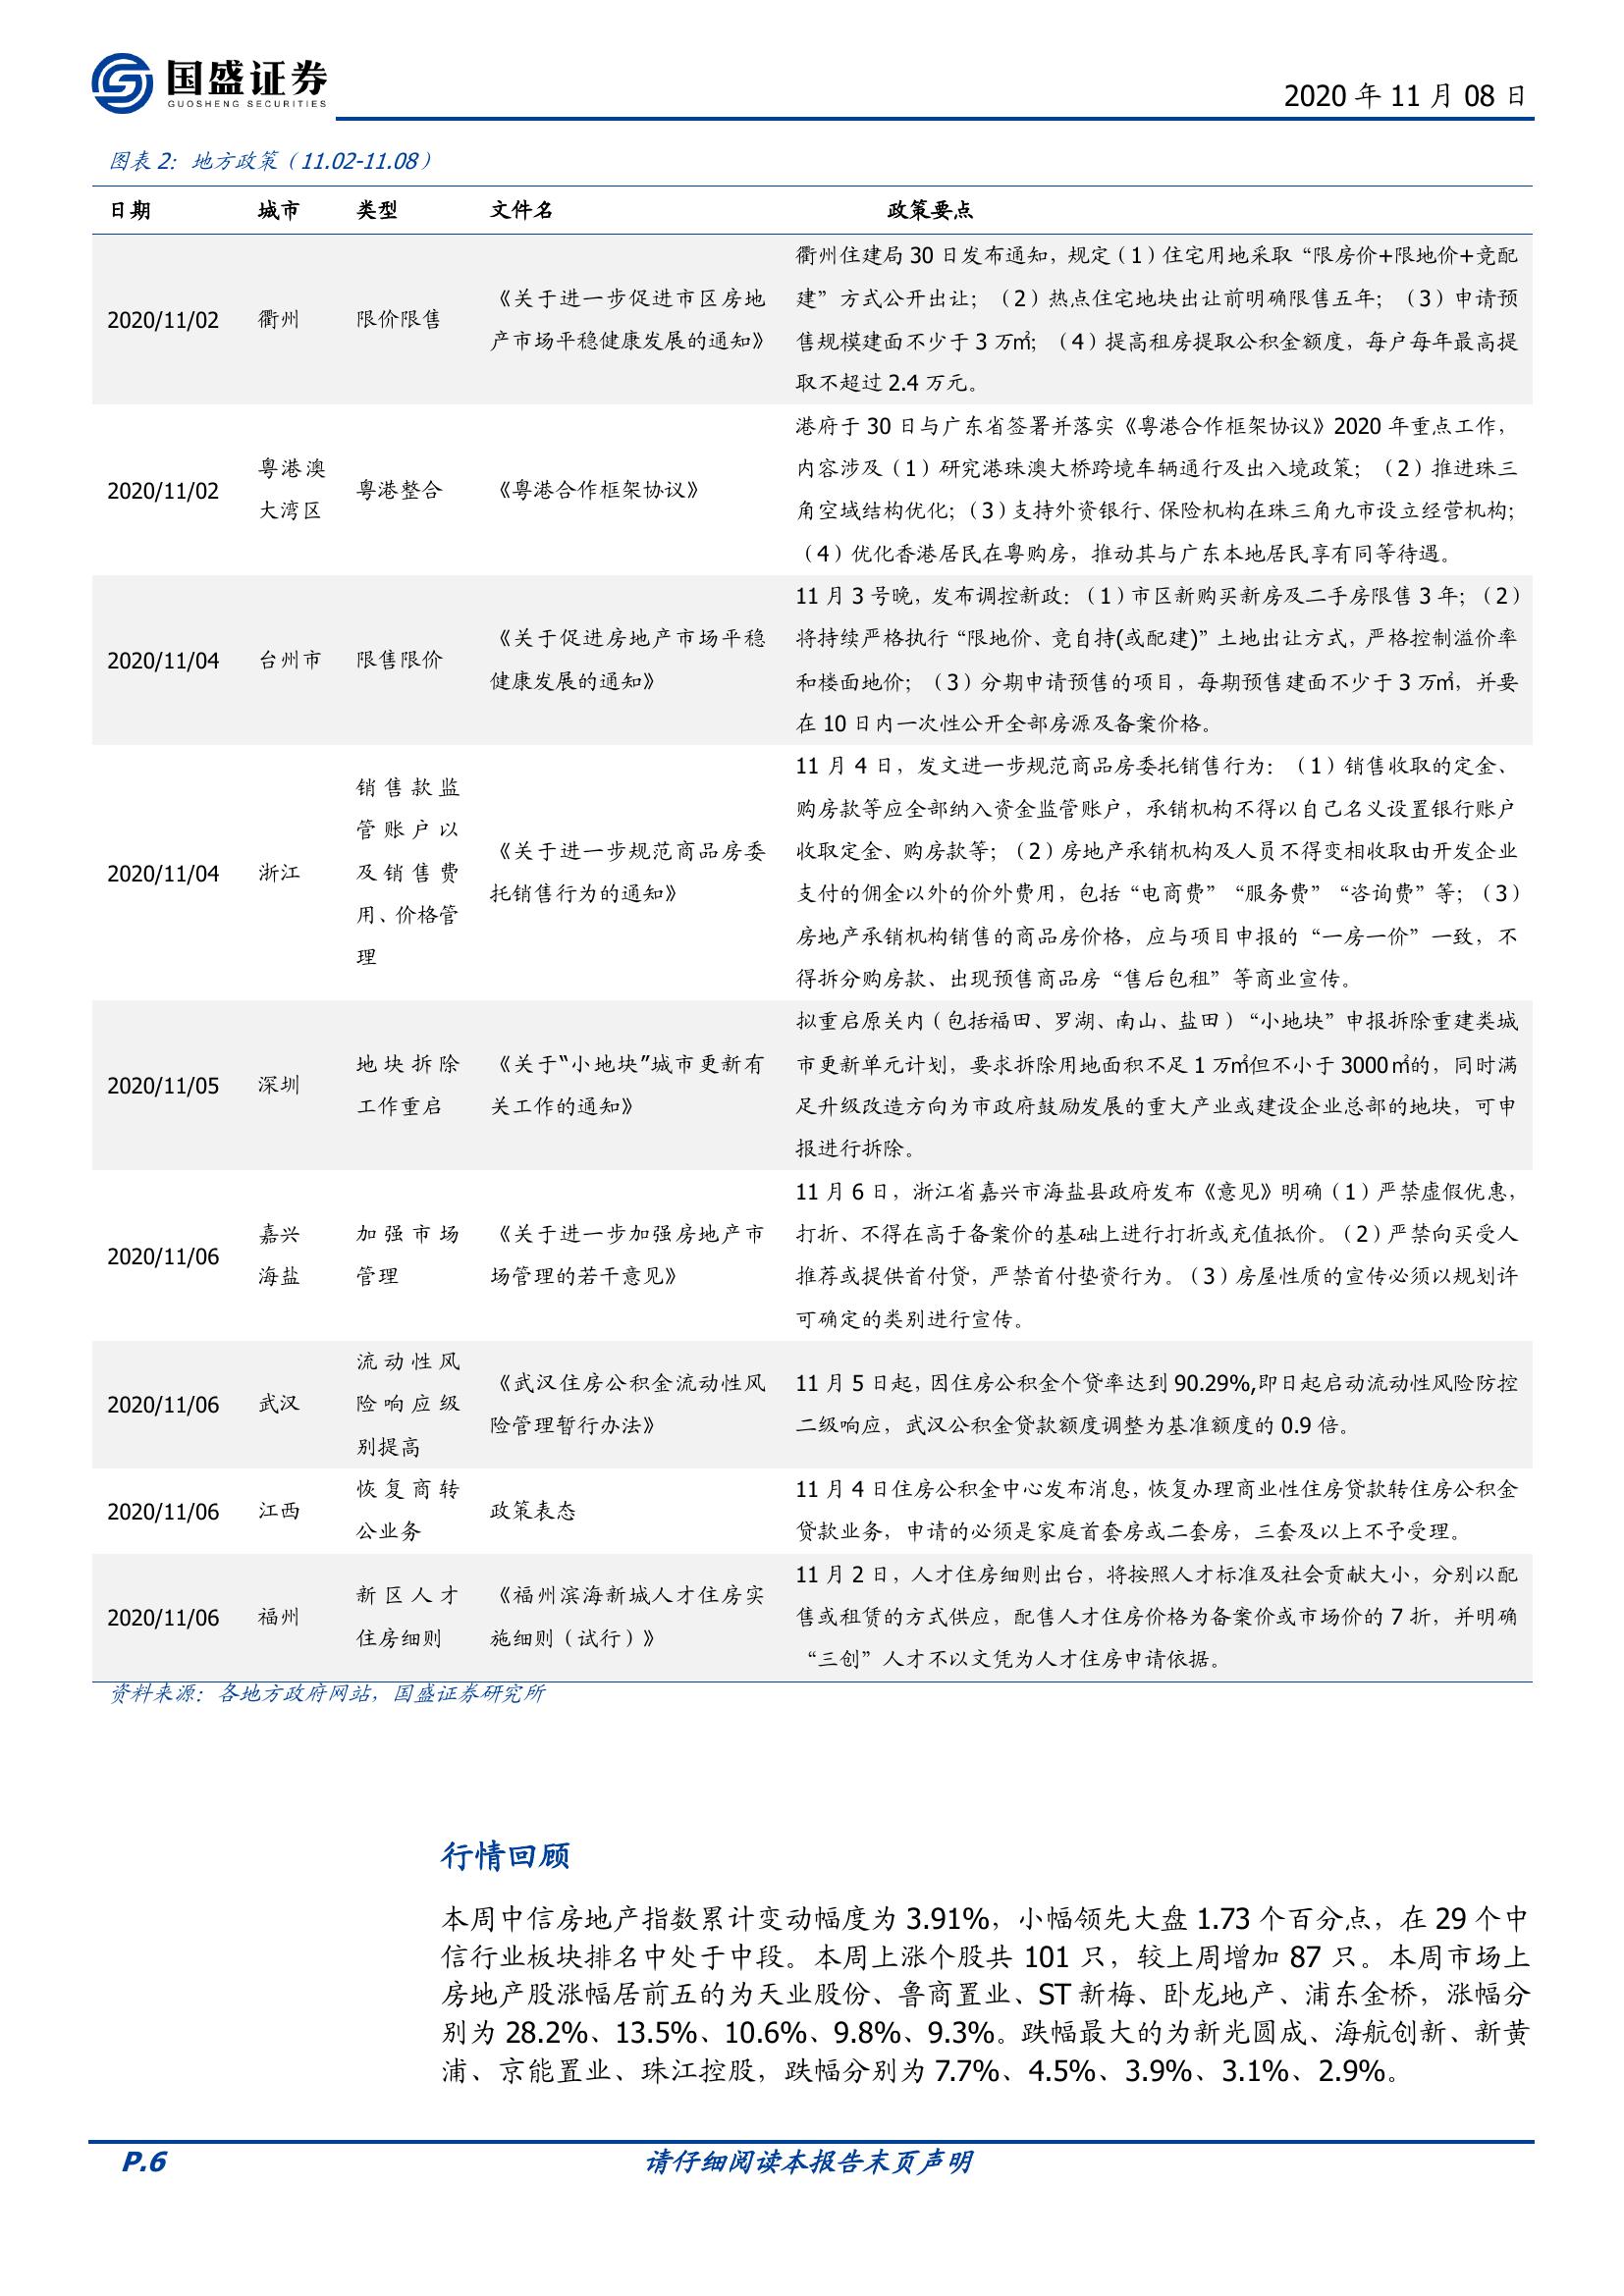 国盛证券
GUOSHENG SECURITIES
2020 年 11 月 08 日
图表 2：地方政策（11.02-11.08）
日期 城市 类型 文件名 政策要点
2020/11/02
衢州
限价限售
《关于进一步促进市区房地
产市场平稳健康发展的通知》
衢州住建局 30 日发布通知，规定（1）住宅用地采取“限房价+限地价+竞配
建”方式公开出让；（2）热点住宅地块出让前明确限售五年；（3）申请预
售规模建面不少于 3 万㎡；（4）提高租房提取公积金额度，每户每年最高提
取不超过 2.4 万元。
2020/11/02
粤港澳
大湾区
粤港整合
《粤港合作框架协议》
港府于 30 日与广东省签署并落实《粤港合作框架协议》2020 年重点工作，
内容涉及（1）研究港珠澳大桥跨境车辆通行及出入境政策；（2）推进珠三
角空域结构优化；（3）支持外资银行、保险机构在珠三角九市设立经营机构；
（4）优化香港居民在粤购房，推动其与广东本地居民享有同等待遇。
2020/11/04
台州市
限售限价
《关于促进房地产市场平稳
健康发展的通知》
11 月 3 号晚，发布调控新政：（1）市区新购买新房及二手房限售 3 年；（2）
将持续严格执行“限地价、竞自持(或配建)”土地出让方式，严格控制溢价率
和楼面地价；（3）分期申请预售的项目，每期预售建面不少于 3 万㎡，并要
在 10 日内一次性公开全部房源及备案价格。
2020/11/04
浙江
销售款监
管账户以
及销售费
用、价格管
理
《关于进一步规范商品房委
托销售行为的通知》
11 月 4 日，发文进一步规范商品房委托销售行为：（1）销售收取的定金、
购房款等应全部纳入资金监管账户，承销机构不得以自己名义设置银行账户
收取定金、购房款等；（2）房地产承销机构及人员不得变相收取由开发企业
支付的佣金以外的价外费用，包括“电商费”“服务费”“咨询费”等；（3）
房地产承销机构销售的商品房价格，应与项目申报的“一房一价”一致，不
得拆分购房款、出现预售商品房“售后包租”等商业宣传。
2020/11/05
深圳
地块拆除
工作重启
《关于“小地块”城市更新有
关工作的通知》
拟重启原关内（包括福田、罗湖、南山、盐田）“小地块”申报拆除重建类城
市更新单元计划，要求拆除用地面积不足 1 万㎡但不小于 3000㎡的，同时满
足升级改造方向为市政府鼓励发展的重大产业或建设企业总部的地块，可申
报进行拆除。
2020/11/06
嘉兴
海盐
加强市场
管理
《关于进一步加强房地产市
场管理的若干意见》
11 月 6 日，浙江省嘉兴市海盐县政府发布《意见》明确（1）严禁虚假优惠，
打折、不得在高于备案价的基础上进行打折或充值抵价。（2）严禁向买受人
推荐或提供首付贷，严禁首付垫资行为。（3）房屋性质的宣传必须以规划许
可确定的类别进行宣传。
2020/11/06
武汉
流动性风
险响应级
别提高
《武汉住房公积金流动性风
险管理暂行办法》
11 月 5 日起，因住房公积金个贷率达到 90.29%,即日起启动流动性风险防控
二级响应，武汉公积金贷款额度调整为基准额度的 0.9 倍。
2020/11/06
江西
恢复商转
公业务
政策表态
11 月 4 日住房公积金中心发布消息，恢复办理商业性住房贷款转住房公积金
贷款业务，申请的必须是家庭首套房或二套房，三套及以上不予受理。
2020/11/06
福州
新区人才
住房细则
《福州滨海新城人才住房实
施细则（试行）》
11 月 2 日，人才住房细则出台，将按照人才标准及社会贡献大小，分别以配
售或租赁的方式供应，配售人才住房价格为备案价或市场价的 7 折，并明确
“三创”人才不以文凭为人才住房申请依据。
资料来源：各地方政府网站，国盛证券研究所
行情回顾
本周中信房地产指数累计变动幅度为 3.91%，小幅领先大盘 1.73 个百分点，在 29 个中
信行业板块排名中处于中段。本周上涨个股共 101 只，较上周增加 87 只。本周市场上
房地产股涨幅居前五的为天业股份、鲁商置业、ST 新梅、卧龙地产、浦东金桥，涨幅分
别为 28.2%、13.5%、10.6%、9.8%、9.3%。跌幅最大的为新光圆成、海航创新、新黄
浦、京能置业、珠江控股，跌幅分别为 7.7%、4.5%、3.9%、3.1%、2.9%。
P.6
请仔细阅读本报告末页声明